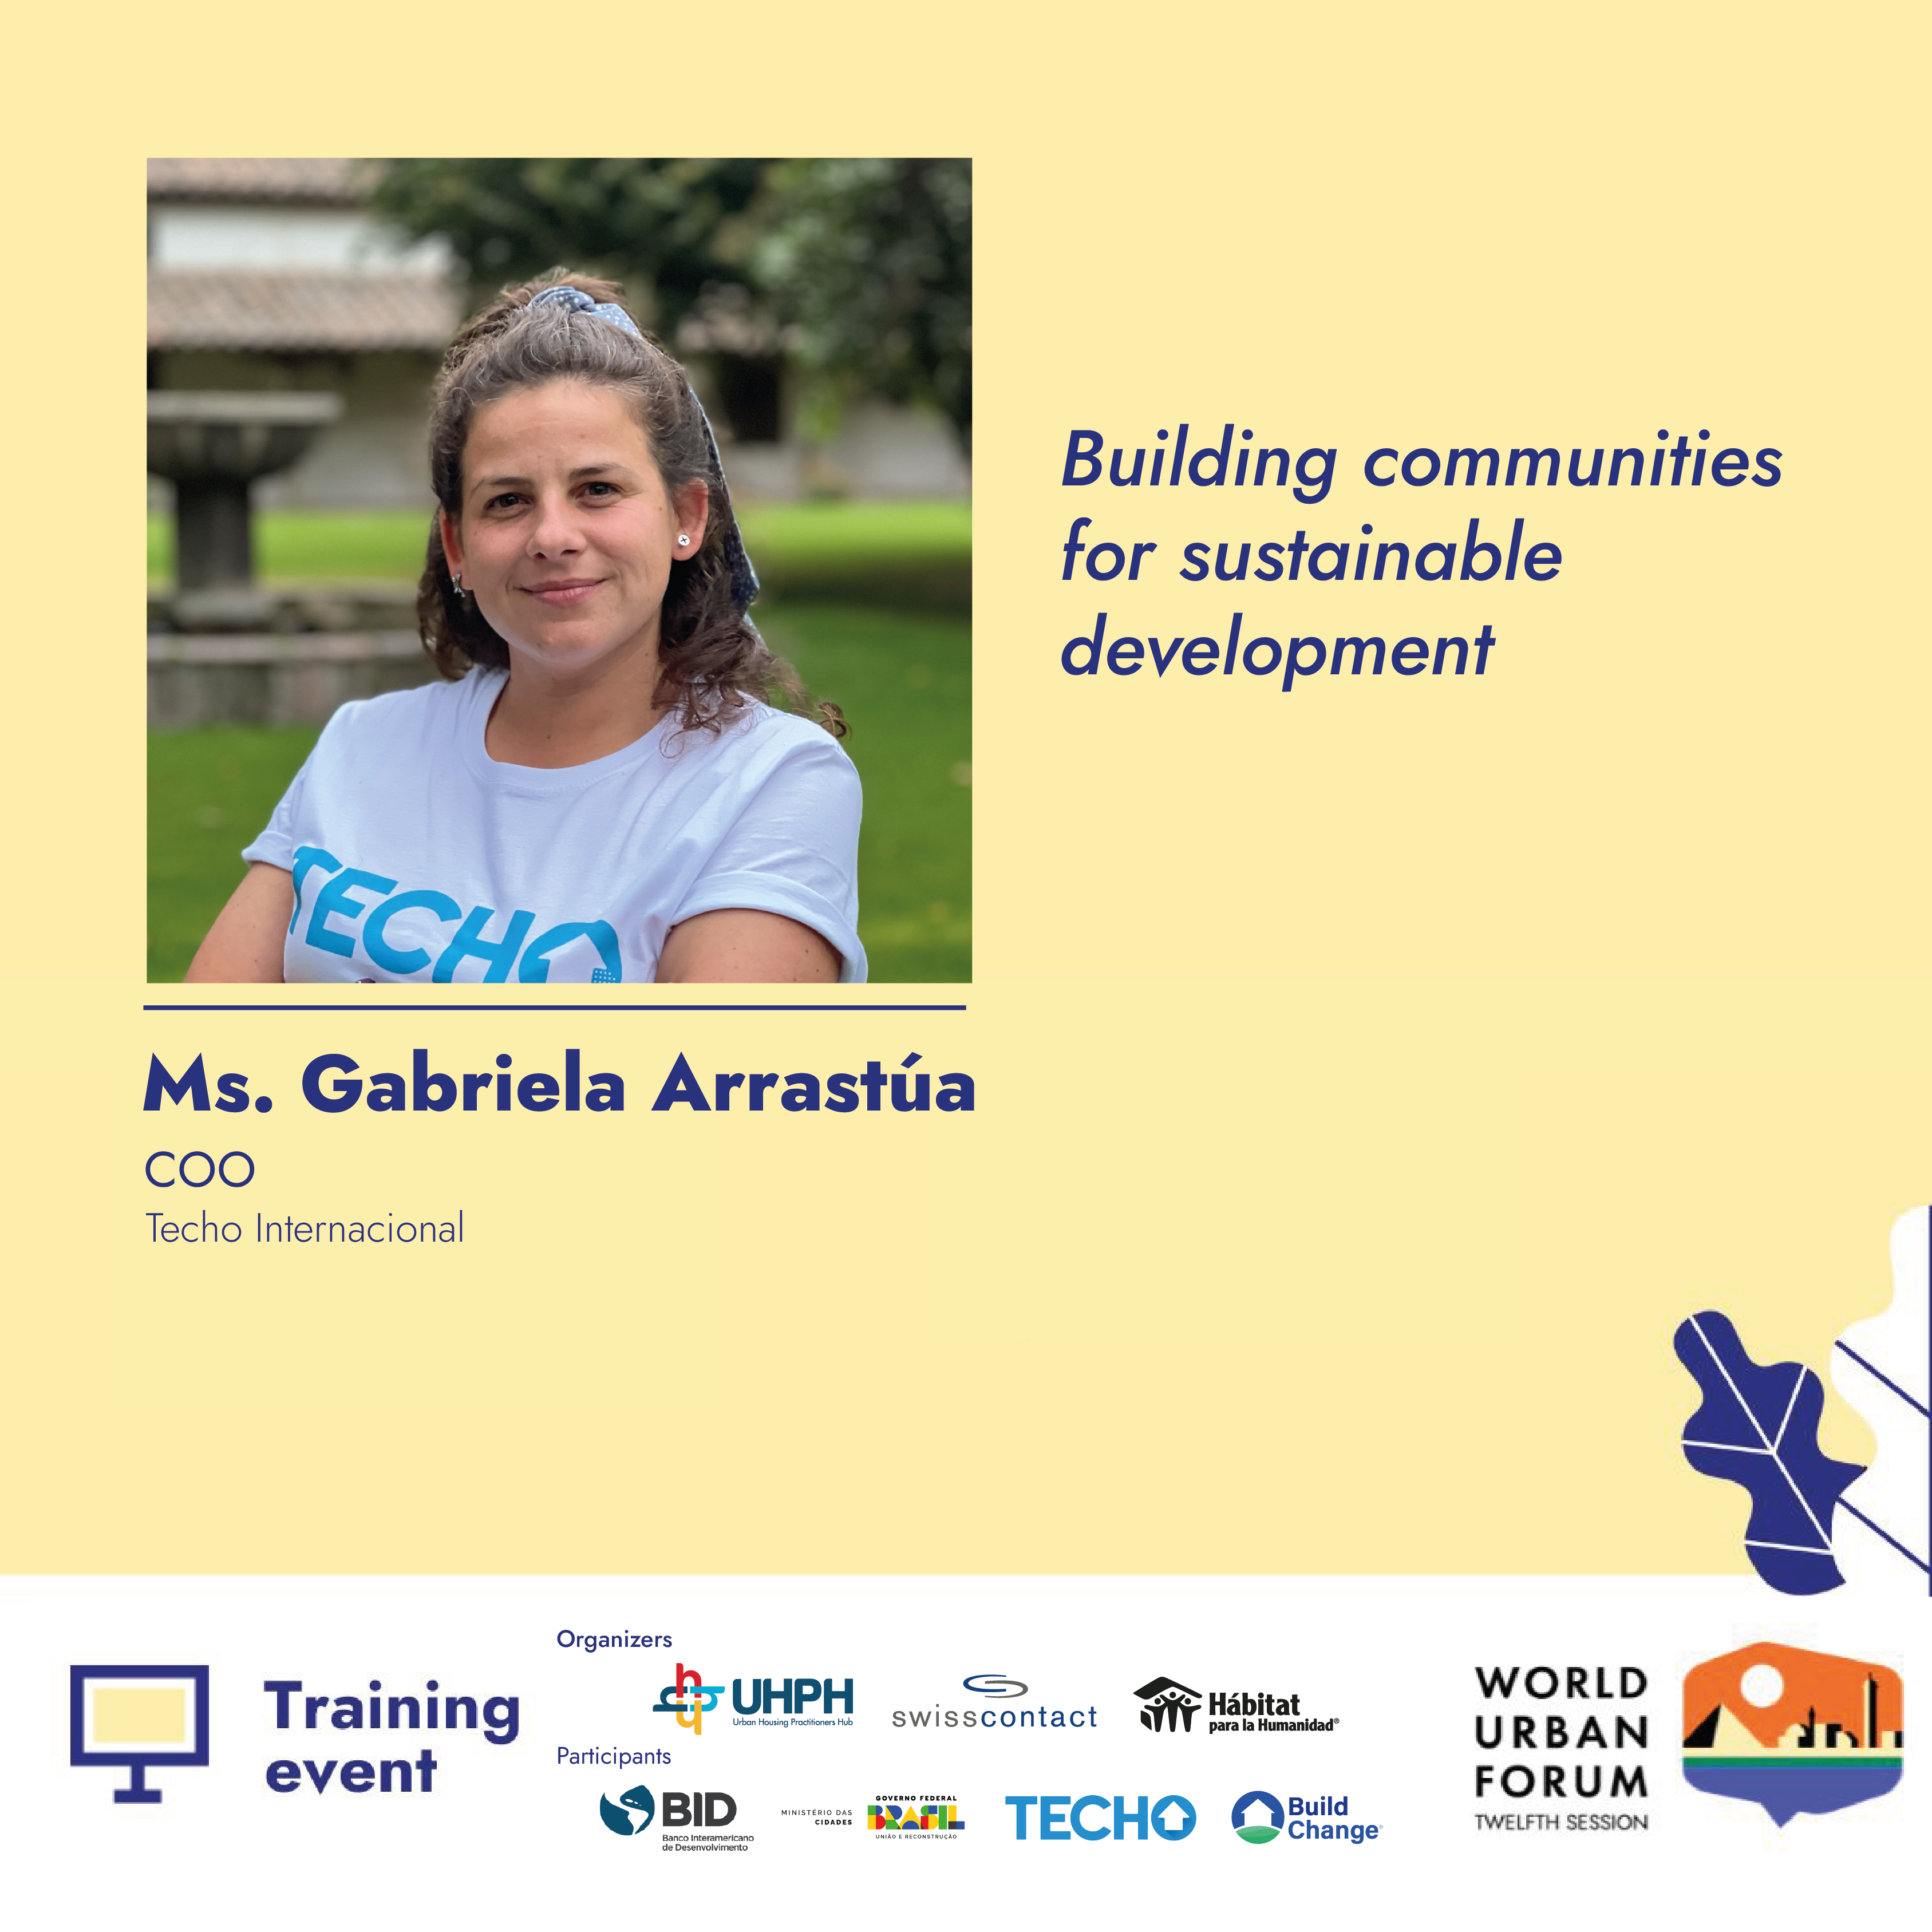 TECHO
Building communities
for sustainable
development
Ms. Gabriela Arrastúa
COO
Techo Internacional
Training
event
Organizers
UHPH
Urban Housing Practitioners Hub
swisscontact
Hábitat
para la Humanidad®
Participants
BID
Banco Interamericano
de Desenvolvimento
MINISTÉRIO DAS
CIDADES
GOVERNO FEDERAL
BRASIL
UNIÃO E RECONSTRUÇÃO
TECHO
Build
Change
WORLD
URBAN
FORUM
TWELFTH SESSION